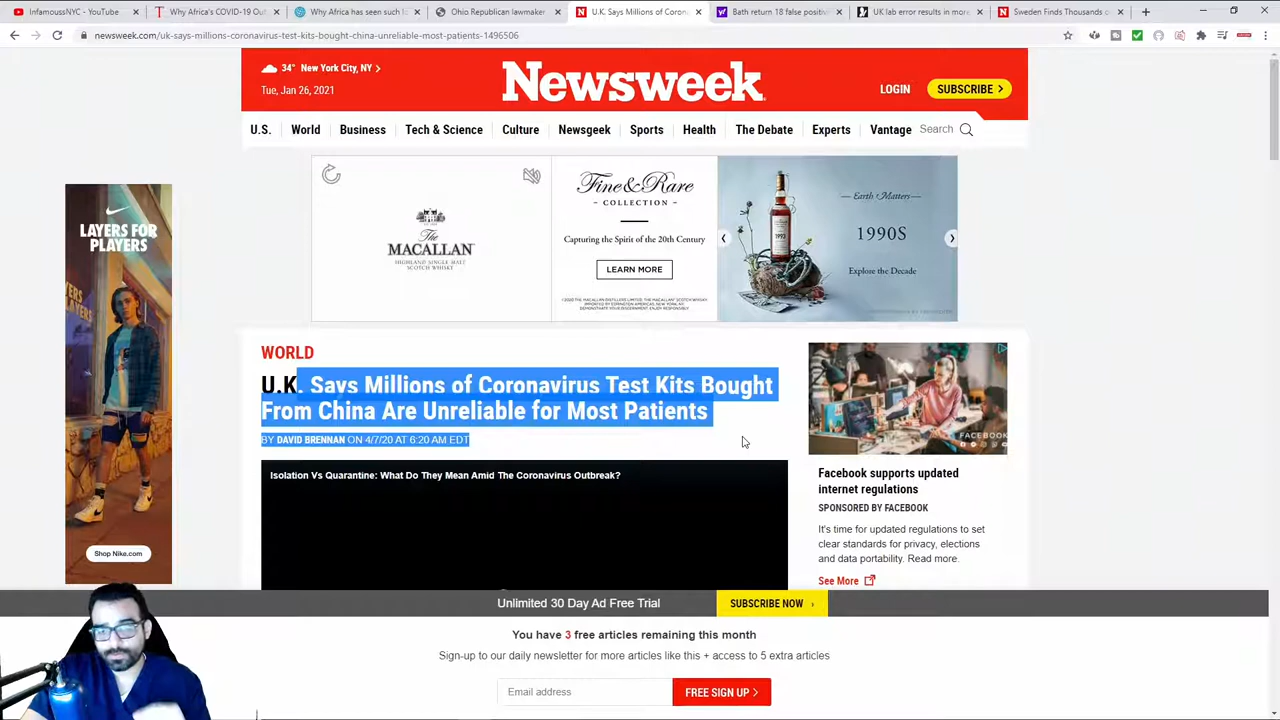 InfamoussNYC - YouTube
Why Africa's COVID-19 Out
Why Africa has seen such l
Ohio Republican lawmaker
U.K. Says Millions of Corona
Bath return 18 false positive
UK lab error results in more
Sweden Finds Thousands o
newsweek.com/uk-says-millions-coronavirus-test-kits-bought-china-unreliable-most-patients-1496506
34° New York City, NY
Tue, Jan 26, 2021
Newsweek
LOGIN
SUBSCRIBE
U.S. World Business Tech & Science Culture Newsgeek Sports Health The Debate Experts Vantage Search
LAYERS FOR
PLAYERS
Shop Nike.com
The
MACALLAN
HIGHLAND SINGLE MALT
SCOTCH WHISKY
Fine & Rare
- COLLECTION -
Capturing the Spirit of the 20th Century
LEARN MORE
Earth Matters
1990S
Explore the Decade
WORLD
U.K. Says Millions of Coronavirus Test Kits Bought
From China Are Unreliable for Most Patients
BY DAVID BRENNAN ON 4/7/20 AT 6:20 AM EDT
Isolation Vs Quarantine: What Do They Mean Amid The Coronavirus Outbreak?
FACEBOOK
Facebook supports updated
internet regulations
SPONSORED BY FACEBOOK
It's time for updated regulations to set
clear standards for privacy, elections
and data portability. Read more.
See More
Unlimited 30 Day Ad Free Trial
SUBSCRIBE NOW
You have 3 free articles remaining this month
Sign-up to our daily newsletter for more articles like this + access to 5 extra articles
Email address
FREE SIGN UP